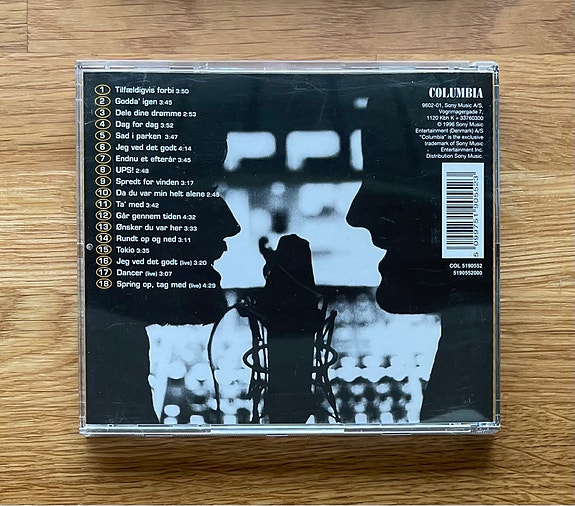 1 Tilfældigvis forbi 3:50
2 Godda' igen 3:45
3 Dele dine drømme 2:53
4 Dag for dag 3:52
5 Sad i parken 3:47
6 Jeg ved det godt 4:14
7 Endnu et efterår 3:45
8 UPS! 2:48
9 Spredt for vinden 3:17
10 Da du var min helt alene 2:48
11 Ta' med 3:42
12 Går gennem tiden 4:32
13 Ønsker du var her 3:33
14 Rundt op og ned 3:11
15 Tokio 3:35
16 Jeg ved det godt (live) 3:20
17 Dancer (live) 3:07
18 Spring op, tag med (live) 4:29
COLUMBIA
9602-01, Sony Music A/S,
Vognmagergade 7,
1120 Kbh K + 33760300
© 1996 Sony Music
Entertainment (Denmark) A/S
"Columbia" is the exclusive
trademark of Sony Music
Entertainment Inc.
Distribution Sony Music.
5 099751 905523
COL 5190552
5190552000